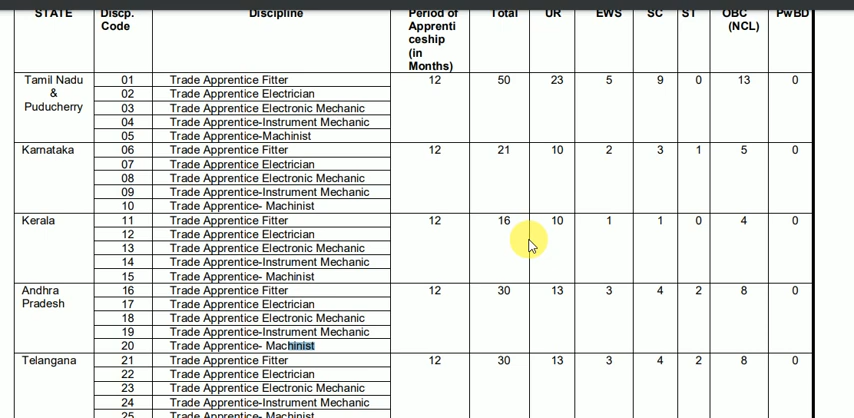 STATE Discp. Code Discipline Period of Apprenti ceship (in Months) Total UR EWS SC ST OBC (NCL) PwBD
Tamil Nadu & Puducherry 01 Trade Apprentice Fitter 12 50 23 5 9 0 13 0
02 Trade Apprentice Electrician
03 Trade Apprentice Electronic Mechanic
04 Trade Apprentice-Instrument Mechanic
05 Trade Apprentice-Machinist
Karnataka 06 Trade Apprentice Fitter 12 21 10 2 3 1 5 0
07 Trade Apprentice Electrician
08 Trade Apprentice Electronic Mechanic
09 Trade Apprentice-Instrument Mechanic
10 Trade Apprentice- Machinist
Kerala 11 Trade Apprentice Fitter 12 16 10 1 1 0 4 0
12 Trade Apprentice Electrician
13 Trade Apprentice Electronic Mechanic
14 Trade Apprentice-Instrument Mechanic
15 Trade Apprentice- Machinist
Andhra Pradesh 16 Trade Apprentice Fitter 12 30 13 3 4 2 8 0
17 Trade Apprentice Electrician
18 Trade Apprentice Electronic Mechanic
19 Trade Apprentice-Instrument Mechanic
20 Trade Apprentice- Machinist
Telangana 21 Trade Apprentice Fitter 12 30 13 3 4 2 8 0
22 Trade Apprentice Electrician
23 Trade Apprentice Electronic Mechanic
24 Trade Apprentice-Instrument Mechanic
25 Trade Apprentice- Machinist